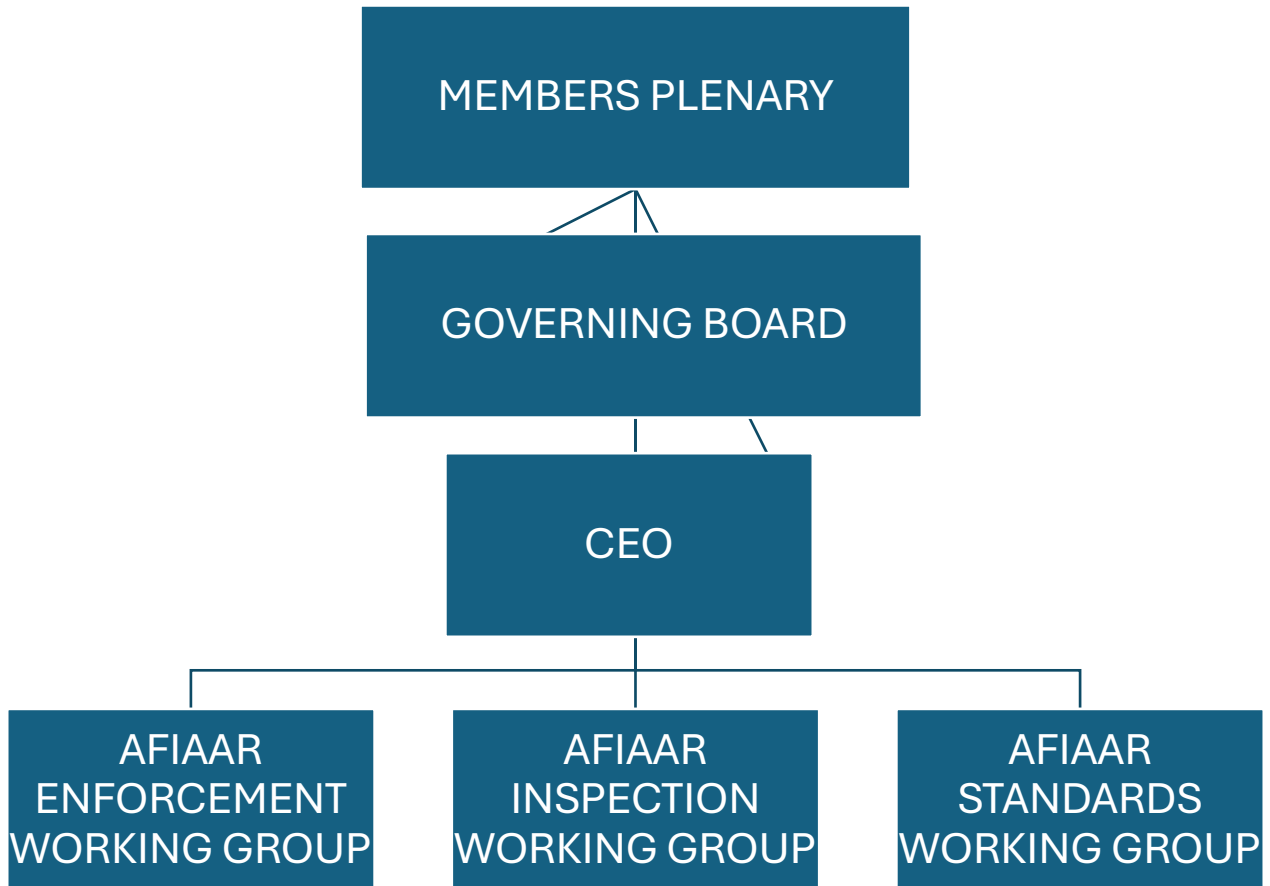 MEMBERS PLENARY
GOVERNING BOARD
CEO
AFIAAR
ENFORCEMENT
WORKING GROUP
AFIAAR
INSPECTION
WORKING GROUP
AFIAAR
STANDARDS
WORKING GROUP